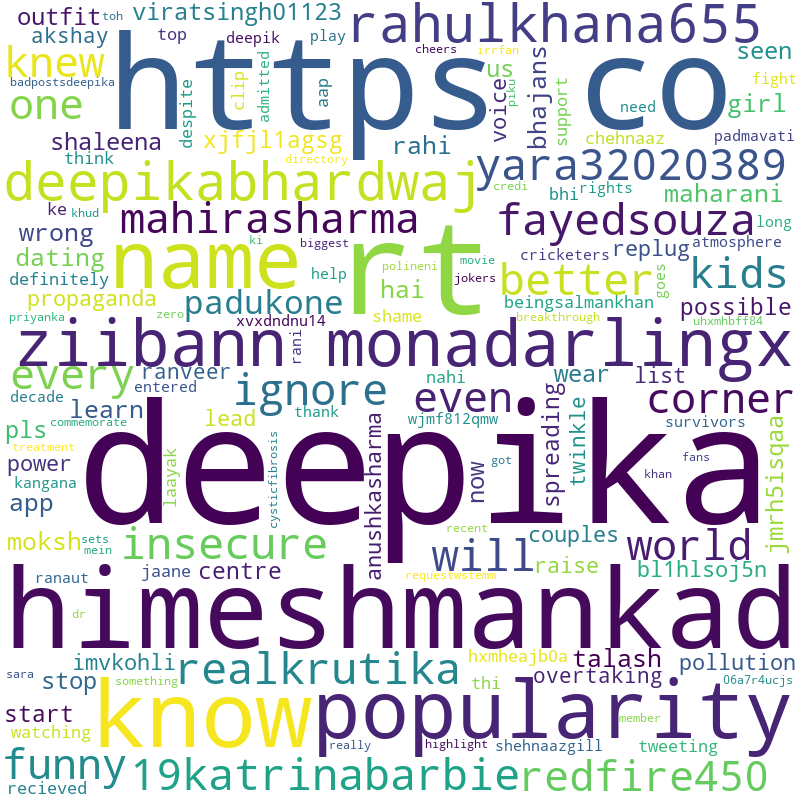 outfit toh viratsingh01123 rahulkhana655
akshay top deepik play cheers irrfan seen
badpostsdeepika https co
knew clip admitted aap us voice bhajans support need fight
one despite piku girl
shaleena xjfjl1agsg rahi chehnaaz padmavati
think directory yara32020389
deepikabhardwaj credi bhi rights maharani
ke khud mahirasharma fayedsouza long
wrong ki biggest cricketers replug atmosphere
dating name rt hai polineni movie better goes kids
definitely help jokers
propaganda padukone beingsalmankhan possible
priyanka zero xvxdndnu14 shame breakthrough uhxmhbff84
ziibann rani monadarlingx
every ranveer nahi wear list
decade entered ignore even corner
learn lead thank wjmf812qmw twinkle survivors
pls commemorate
power treatment laayak deepika got khan fans
kangana anushkasharma now spreading
app cysticfibrosis jmrh5isqaa
moksh sets insecure recent couples
mein will world
ranaut jaane centre requestwstemm raise bl1hlsoj5n
dr himeshmankad
sara imvkohli realkrutika hxmheajb0a talash pollution
stop something thi overtaking 06a7r4ucjs
start know popularity member
watching really highlight shehnaazgill tweeting
funny 19katrinabarbie redfire450
recieved